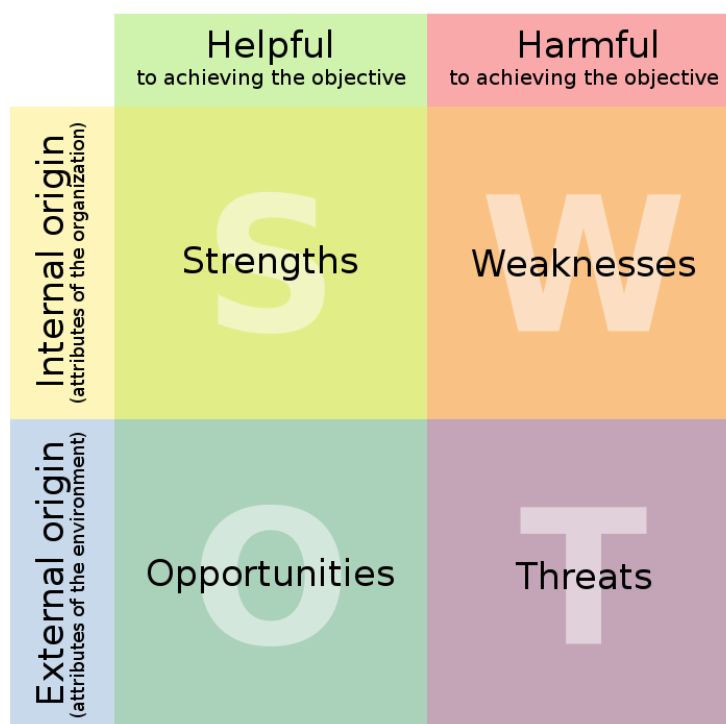 Helpful
to achieving the objective
Harmful
to achieving the objective
Internal origin
(attributes of the organization)
S
Strengths
W
Weaknesses
External origin
(attributes of the environment)
O
Opportunities
T
Threats